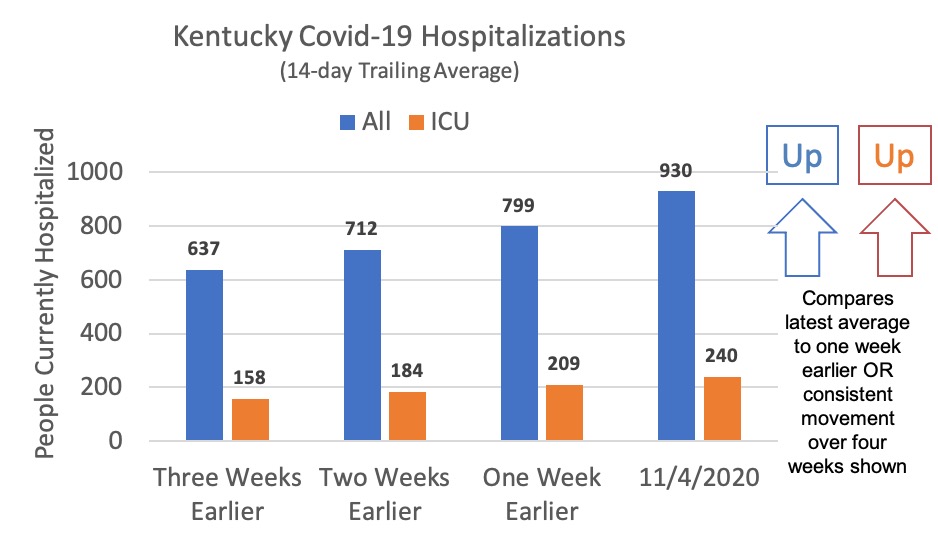 Kentucky Covid-19 Hospitalizations
(14-day Trailing Average)
All ICU
People Currently Hospitalized
1000
800
600
400
200
0
637
158
712
184
799
209
930
240
Three Weeks
Earlier
Two Weeks
Earlier
One Week
Earlier
11/4/2020
Up
Up
Compares
latest average
to one week
earlier OR
consistent
movement
over four
weeks shown